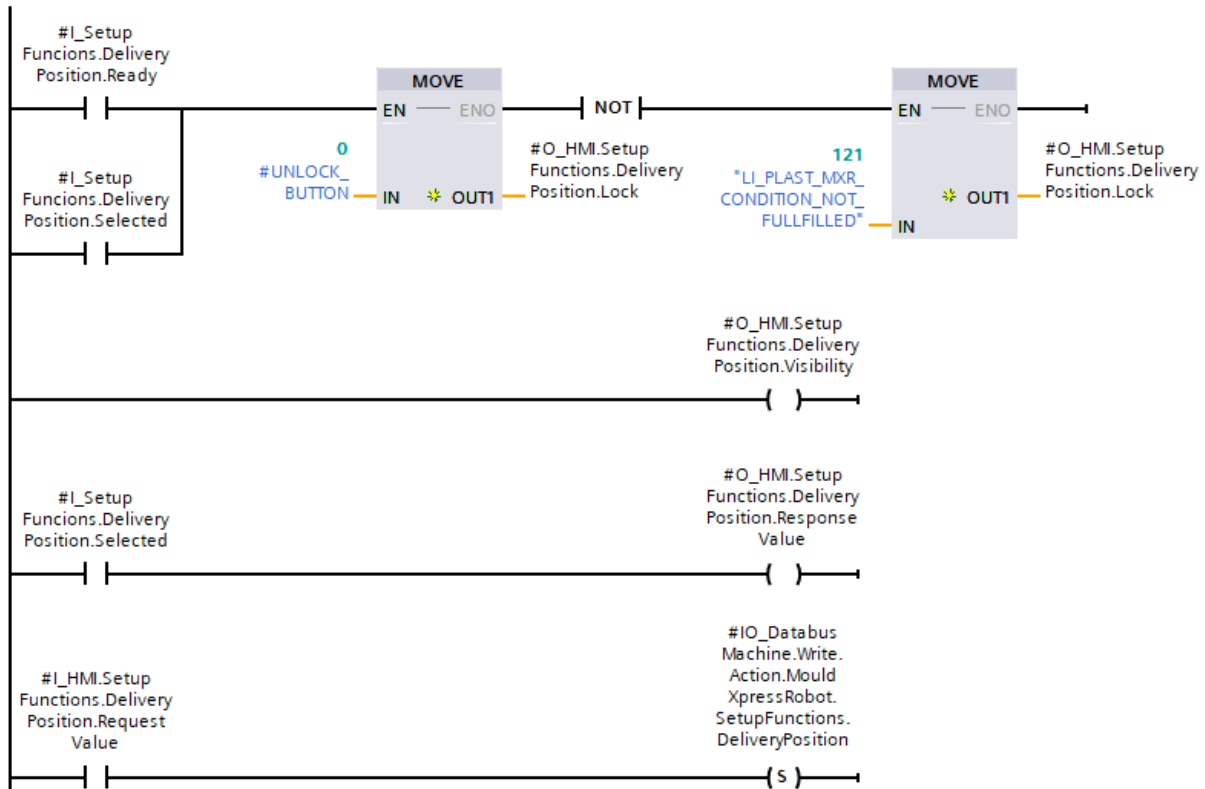 #I_Setup
Funcions.Delivery
Position.Ready
MOVE
EN
ENO
NOT
MOVE
EN
ENO
0
#UNLOCK_
BUTTON
IN
OUT1
#O_HMI.Setup
Functions.Delivery
Position.Lock
121
"LI_PLAST_MXR_
CONDITION_NOT_
FULLFILLED"
IN
OUT1
#O_HMI.Setup
Functions.Delivery
Position.Lock
#I_Setup
Funcions.Delivery
Position.Selected
#O_HMI.Setup
Functions.Delivery
Position.Visibility
#I_Setup
Funcions.Delivery
Position.Selected
#O_HMI.Setup
Functions.Delivery
Position.Response
Value
#I_HMI.Setup
Functions.Delivery
Position.Request
Value
#IO_Databus
Machine.Write.
Action.Mould
XpressRobot.
SetupFunctions.
DeliveryPosition
S